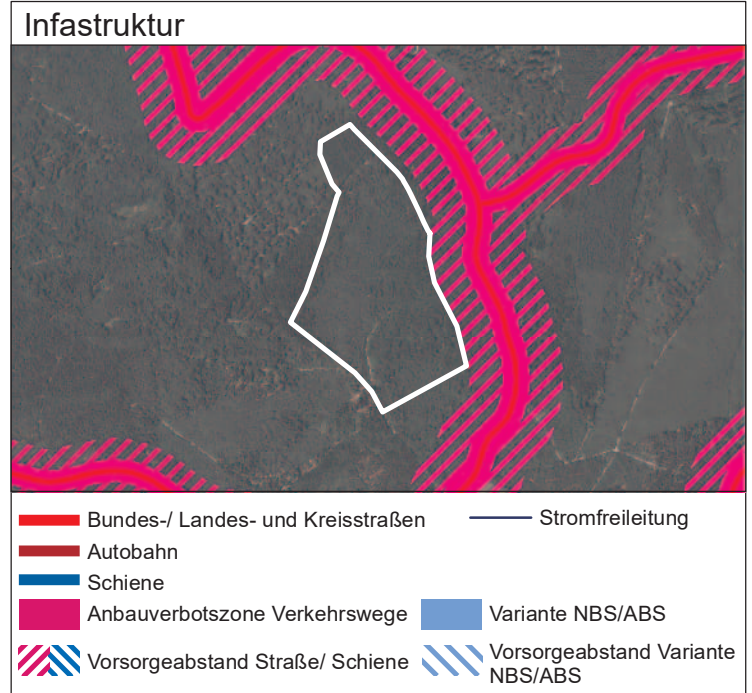 Infastruktur
Bundes-/ Landes- und Kreisstraßen
Stromfreileitung
Autobahn
Schiene
Anbauverbotszone Verkehrswege
Variante NBS/ABS
Vorsorgeabstand Straße/ Schiene
Vorsorgeabstand Variante
NBS/ABS